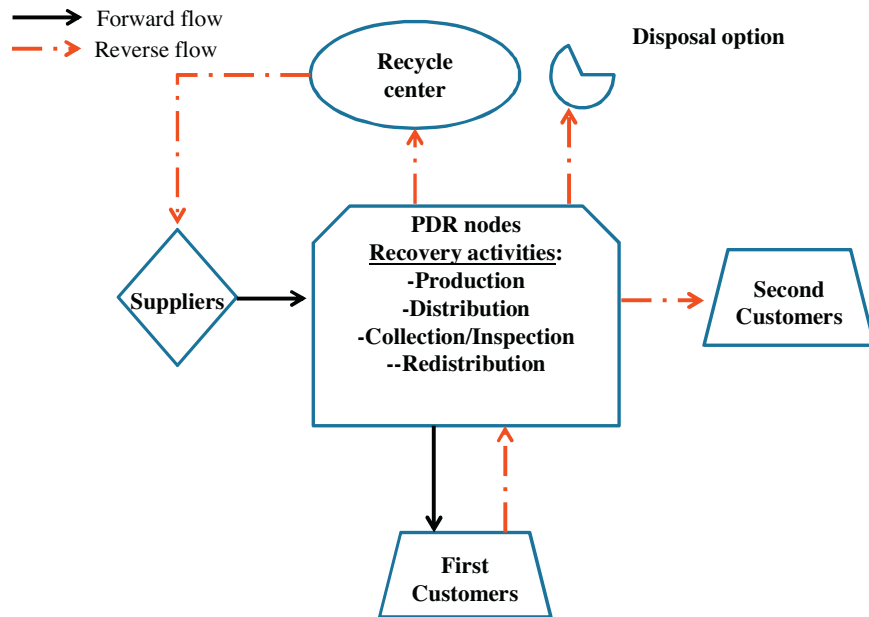 Forward flow
Reverse flow
Recycle
center
Disposal option
PDR nodes
Recovery activities:
-Production
-Distribution
-Collection/Inspection
--Redistribution
Suppliers
Second
Customers
First
Customers